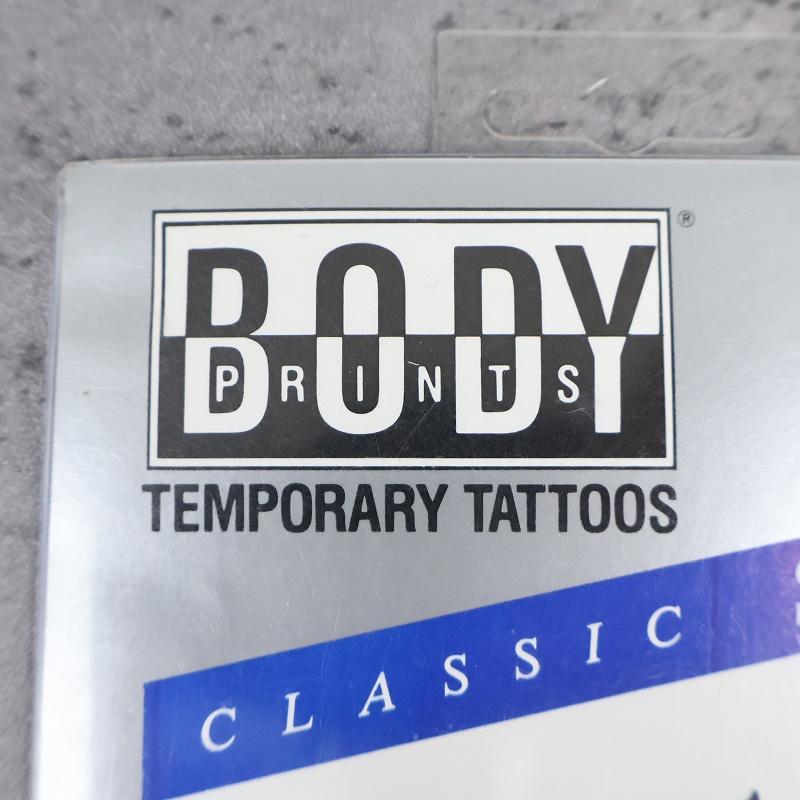 BODY
PRINTS
®
TEMPORARY TATTOOS
CLASSIC